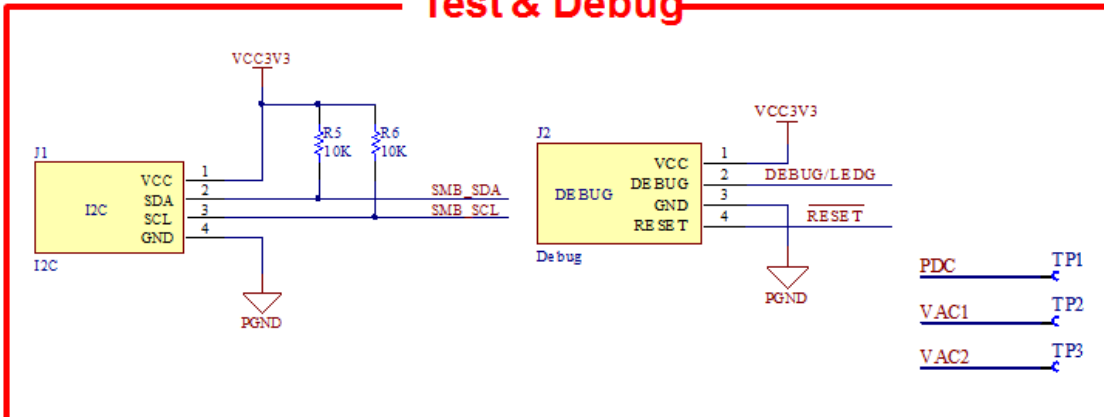 Test & Debug
VCC3V3
R5
10K
R6
10K
J1
I2C
VCC 1
SDA 2
SCL 3
GND 4
SMB_SDA
SMB_SCL
I2C
PGND
VCC3V3
J2
DEBUG
VCC 1
DEBUG 2
GND 3
RESET 4
DEBUG/LEDG
RESET
Debug
PGND
PDC TP1
VAC1 TP2
VAC2 TP3